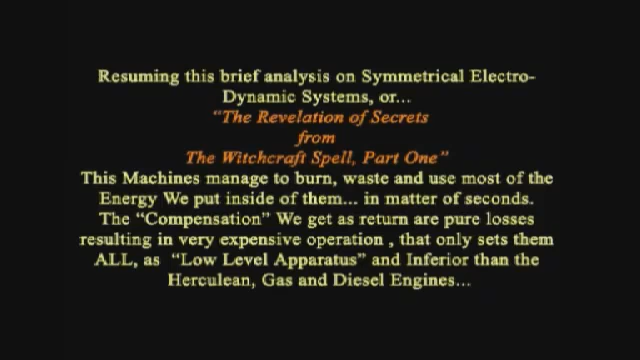 Resuming this brief analysis on Symmetrical Electro-
Dynamic Systems, or...
“The Revelation of Secrets
from
The Witchcraft Spell, Part One”
This Machines manage to burn, waste and use most of the
Energy We put inside of them... in matter of seconds.
The “Compensation” We get as return are pure losses
resulting in very expensive operation , that only sets them
ALL, as  “Low Level Apparatus” and Inferior than the
Herculean, Gas and Diesel Engines...